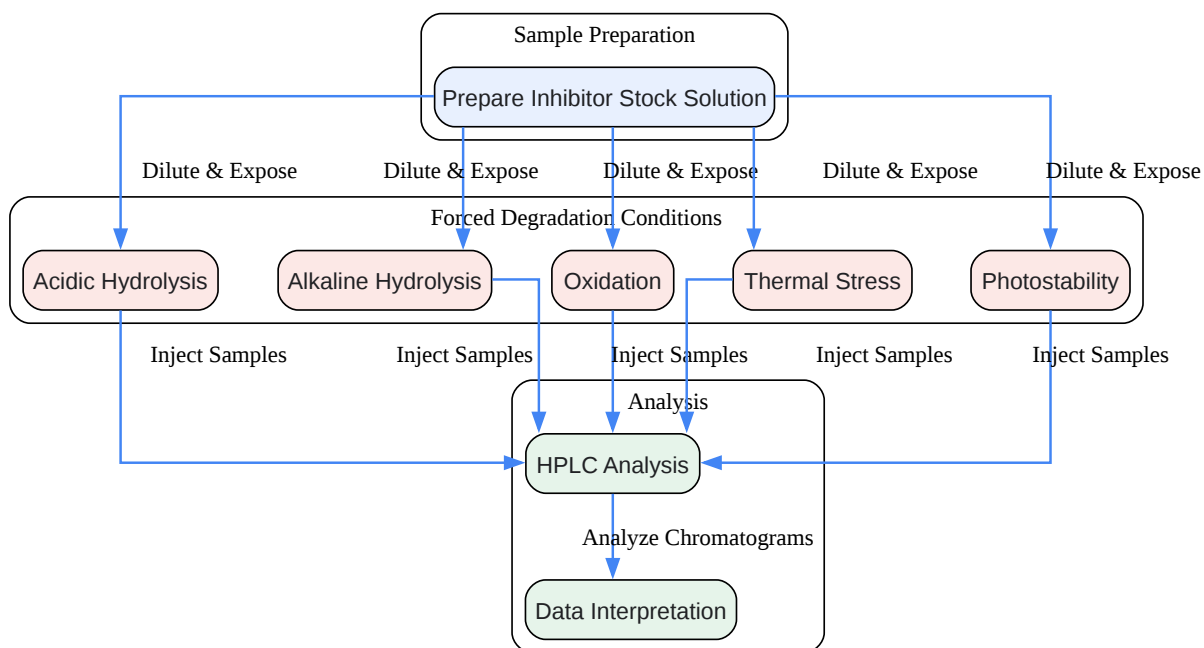 Sample Preparation
Prepare Inhibitor Stock Solution
Dilute & Expose
Dilute & Expose
Dilute & Expose
Dilute & Expose
Dilute & Expose
Forced Degradation Conditions
Acidic Hydrolysis
Alkaline Hydrolysis
Oxidation
Thermal Stress
Photostability
Inject Samples
Inject Samples
Inject Samples
Inject Samples
Inject Samples
Analysis
HPLC Analysis
Analyze Chromatograms
Data Interpretation